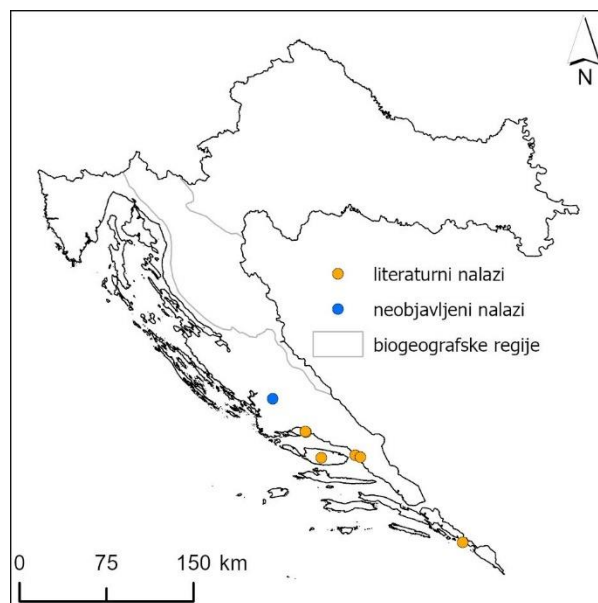 N
literaturni nalazi
neobjavljeni nalazi
biogeografske regije
0 75 150 km